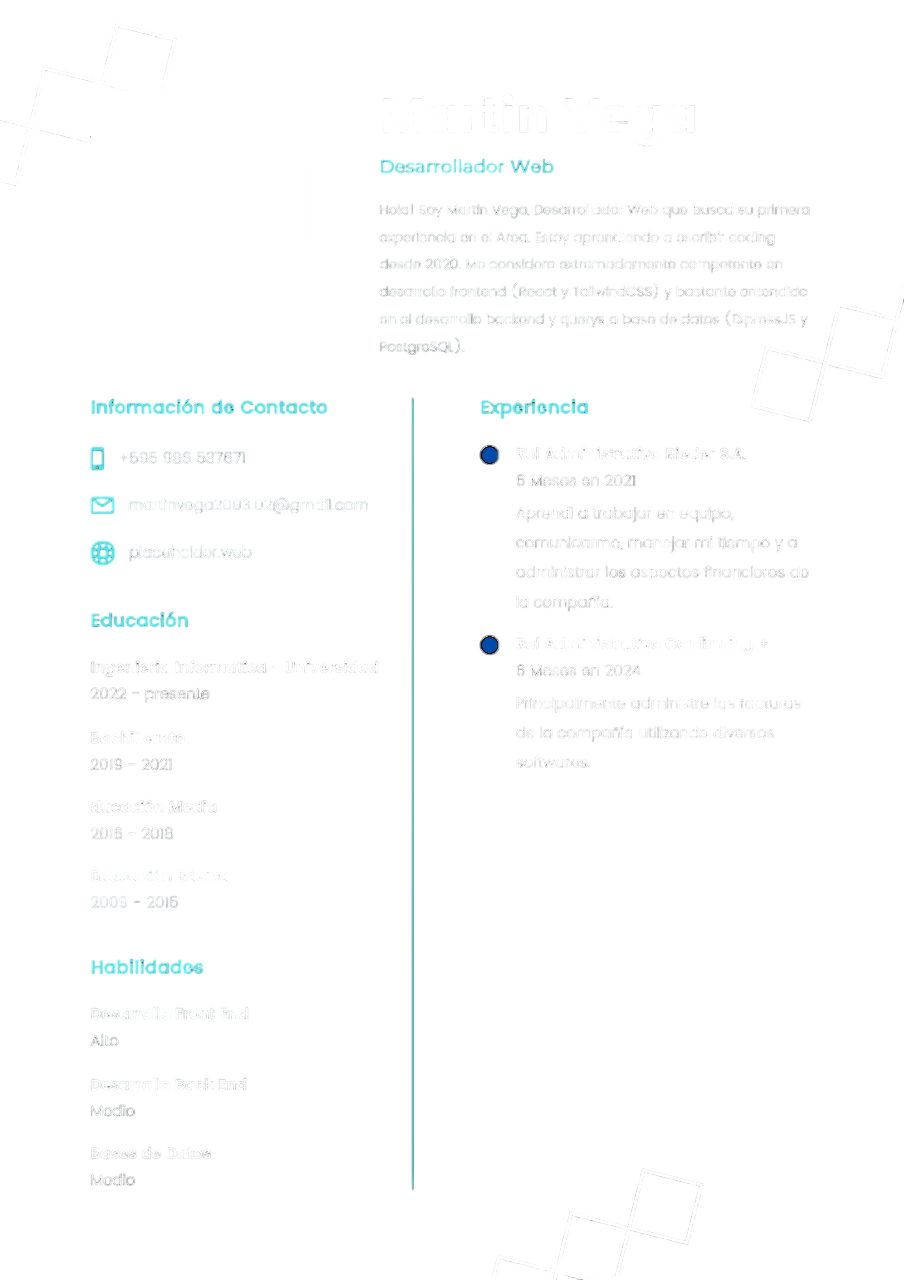 Martin Vega
Desarrollador Web
Hola! Soy Martín Vega, Desarrollador Web que busca su primera
experiencia en el Area. Estoy aprendiendo a escribir coding
desde 2020. Me considero extremadamente competente en
desarrollo frontend (React y TailwindCSS) y bastante entendido
en el desarrollo backend y querys a base de datos (ExpressJS y
PostgreSQL).
Información de Contacto
+595 985 537671
martinvega2003.02@gmail.com
placeholder.web
Educación
Ingeniería Informatica - Universidad
2022 - presente
Bachillerato
2019 - 2021
ducación Media
2016 - 2018
Educación Básica
2009 - 2015
Habilidades
Desarrollo Front End
Alto
Desarrollo Back End
Medio
Bases de Datos
Medio
Experiencia
Rol Administrativo S.A.
6 Meses en 2021
Aprendí a trabajar en equipo,
comunicarme, manejar mi tiempo y a
administrar los aspectos financieros de
la compañía.
Rol Administrativo
6 Meses en 2024
Principalmente administre las facturas
de la compañía utilizando diversos
softwares.